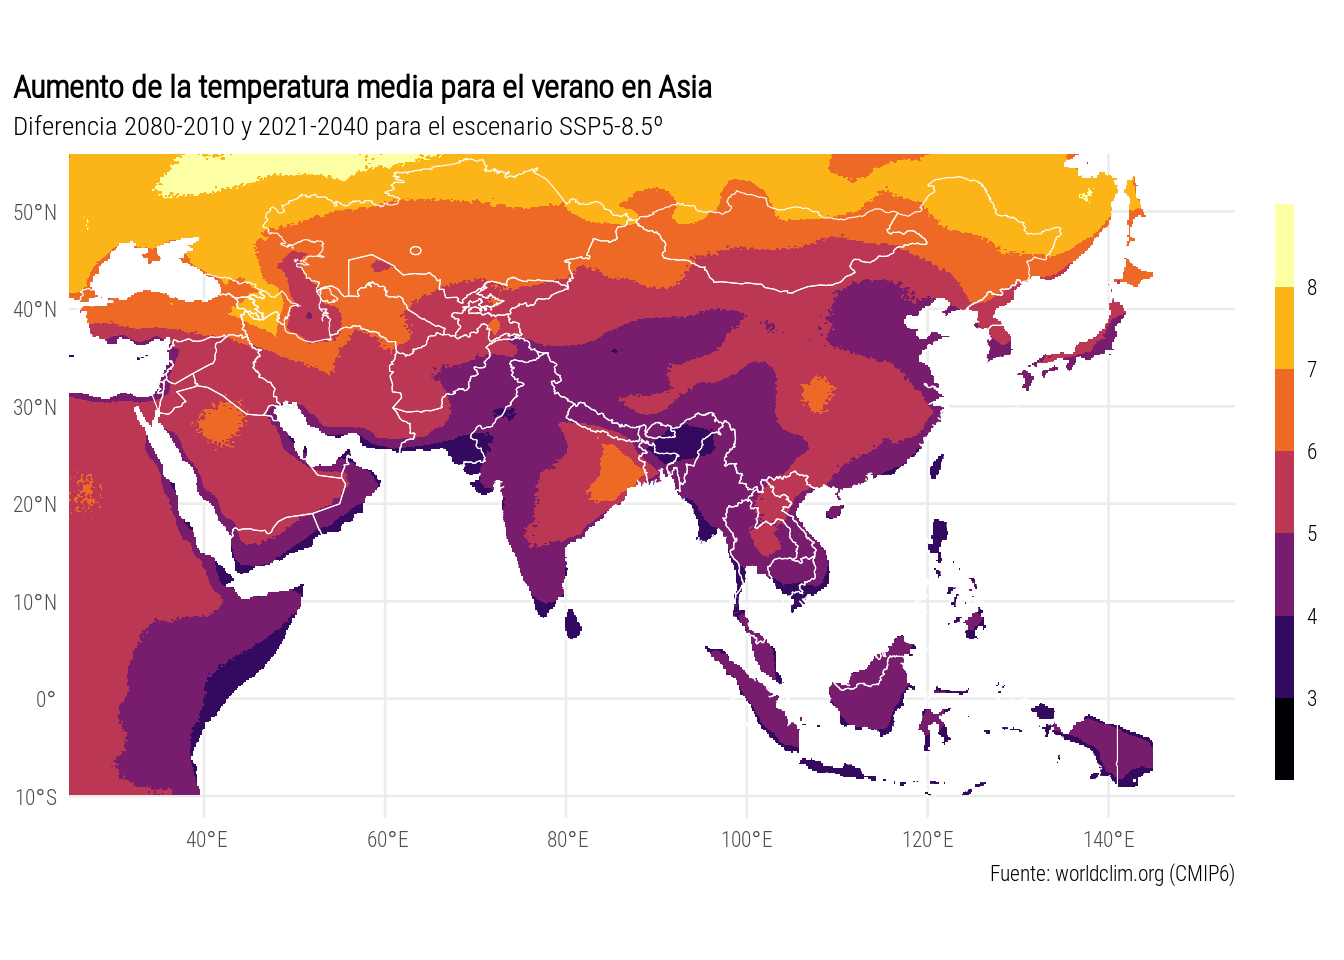 Aumento de la temperatura media para el verano en Asia
Diferencia 2080-2010 y 2021-2040 para el escenario SSP5-8.5º
50°N
40°N
30°N
20°N
10°N
0°
10°S
40°E
60°E
80°E
100°E
120°E
140°E
8
7
6
5
4
3
Fuente: worldclim.org (CMIP6)